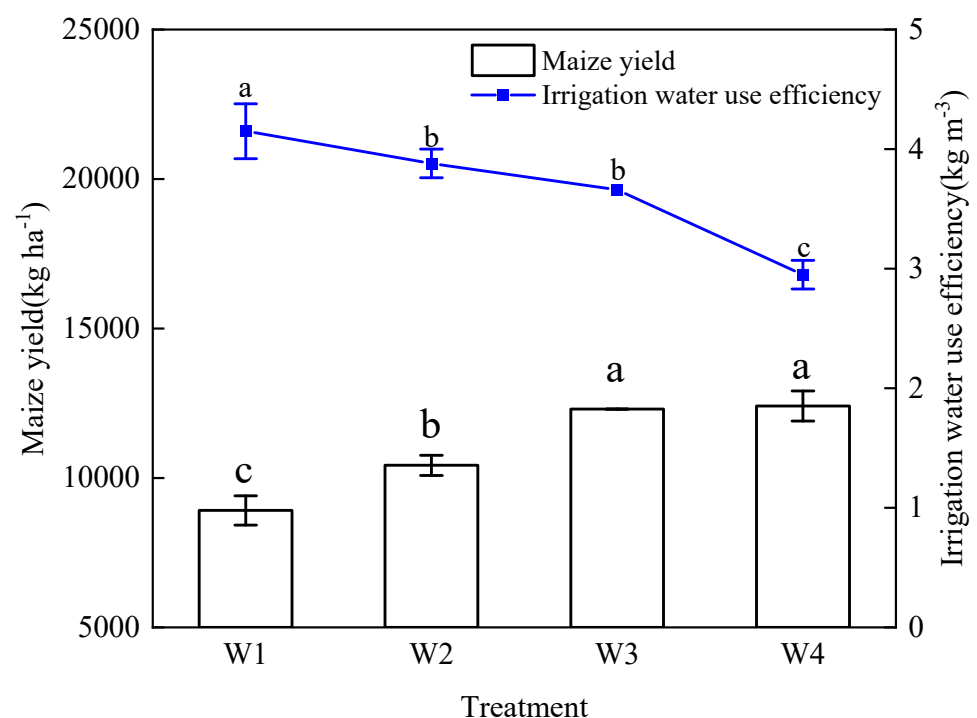 25000
20000
15000
10000
5000
Maize yield(kg ha⁻¹)
Maize yield
Irrigation water use efficiency
a
b
b
c
c
b
a
a
5
4
3
2
1
0
Irrigation water use efficiency(kg m⁻³)
W1 W2 W3 W4
Treatment